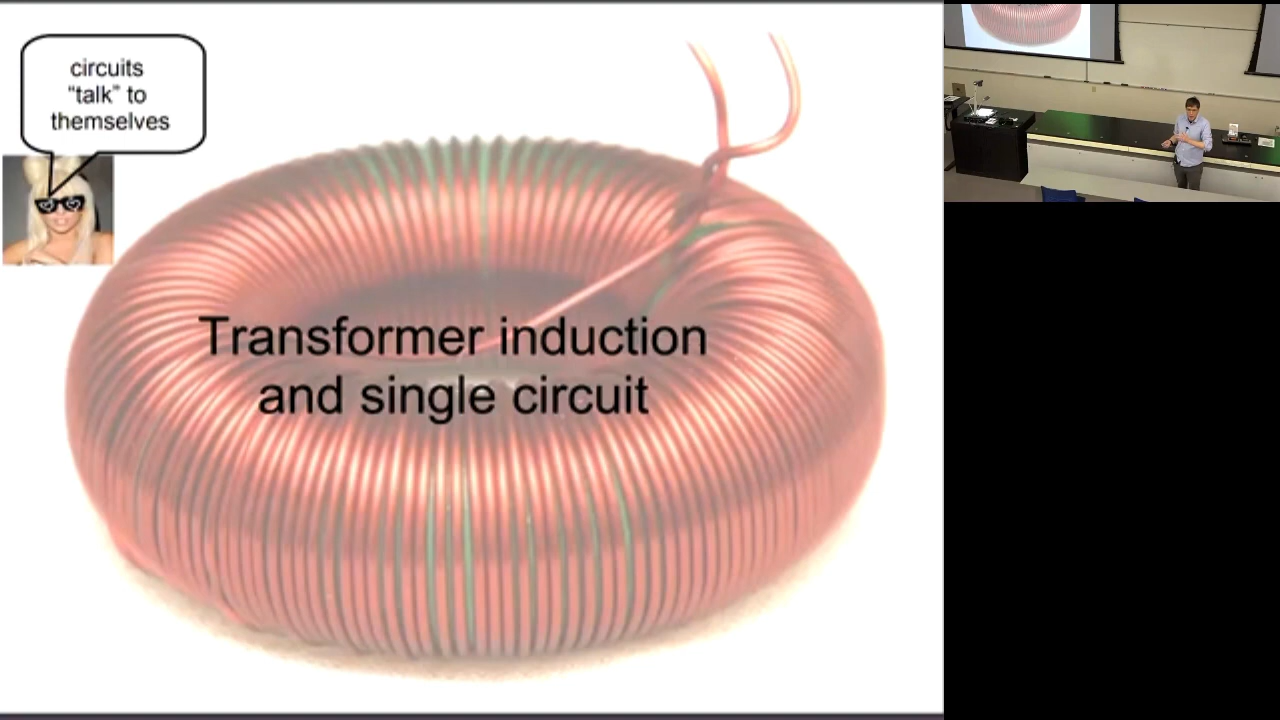 circuits
“talk” to
themselves
Transformer induction
and single circuit